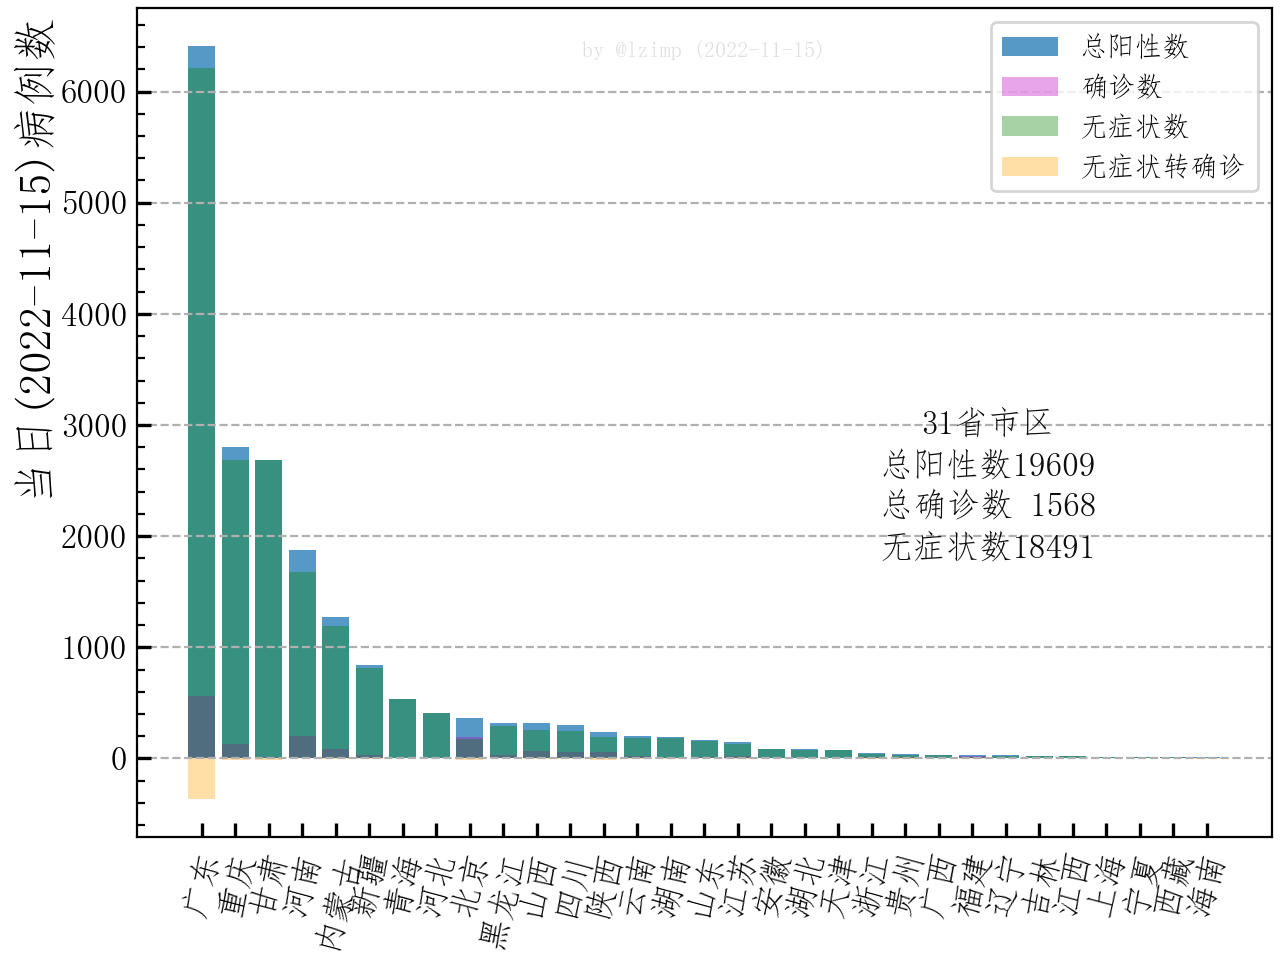 当日(2022-11-15)病例数
6000
5000
4000
3000
2000
1000
0
by @lzimp (2022-11-15)
总阳性数
确诊数
无症状数
无症状转确诊
31省市区
总阳性数19609
总确诊数 1568
无症状数18491
广东
重庆
甘肃
河南
内蒙古
新疆
青海
河北
北京
黑龙江
山西
四川
陕西
云南
湖南
山东
江苏
安徽
湖北
天津
浙江
贵州
广西
福建
辽宁
吉林
江西
上海
宁夏
西藏
海南